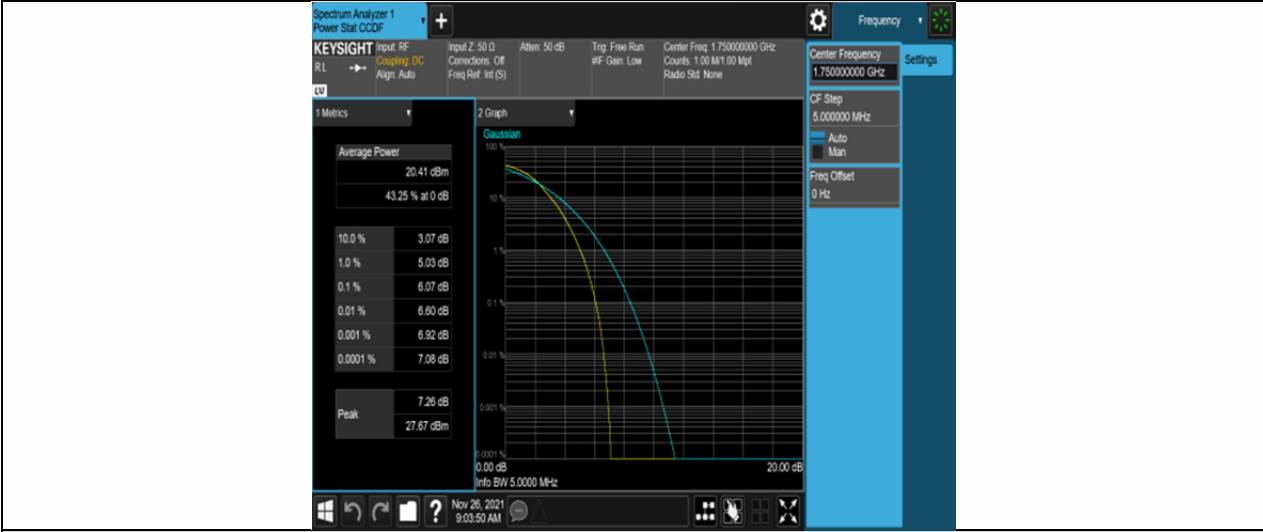 Spectrum Analyzer 1
Power Stat CCDF
+
Frequency
KEYSIGHT
Input: RF
Coupling: DC
Align: Auto
R L
LV
Input Z: 50 Ω
Corrections: Off
Freq Ref: Int (S)
Atten: 50 dB
Trig: Free Run
#IF Gain: Low
Center Freq: 1.750000000 GHz
Counts: 1.00 M/1.00 Mpt
Radio Std: None
Center Frequency
1.750000000 GHz
Settings
CF Step
5.000000 MHz
Auto
Man
Freq Offset
0 Hz
1 Metrics
Average Power
20.41 dBm
43.25 % at 0 dB
10.0 % 3.07 dB
1.0 % 5.03 dB
0.1 % 6.07 dB
0.01 % 6.60 dB
0.001 % 6.92 dB
0.0001 % 7.08 dB
Peak
7.26 dB
27.67 dBm
2 Graph
Gaussian
100 %
10 %
1 %
0.1 %
0.01 %
0.001 %
0.0001 %
0.00 dB 20.00 dB
Info BW 5.0000 MHz
?
Nov 26, 2021
9:03:50 AM